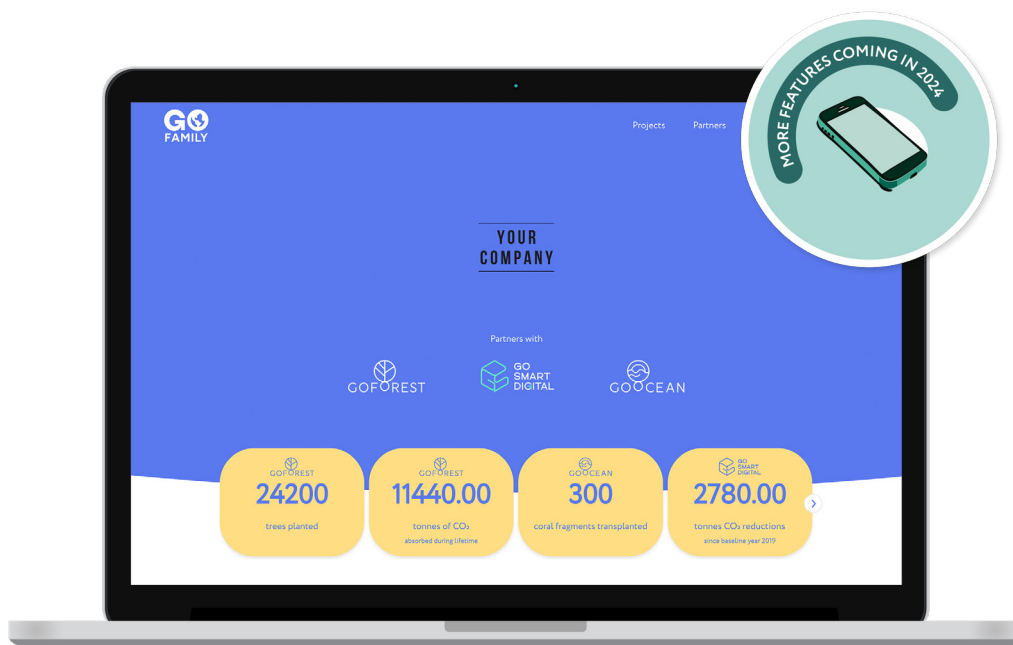 MORE FEATURES COMING IN 2024
GO
FAMILY
Projects
Partners
YOUR
COMPANY
Partners with
GOFOREST
GO
SMART
DIGITAL
GOOCEAN
GOFOREST
24200
trees planted
GOFOREST
11440.00
tonnes of CO₂
absorbed during lifetime
GOOCEAN
300
coral fragments transplanted
GO
SMART
DIGITAL
2780.00
tonnes CO₂ reductions
since baseline year 2019